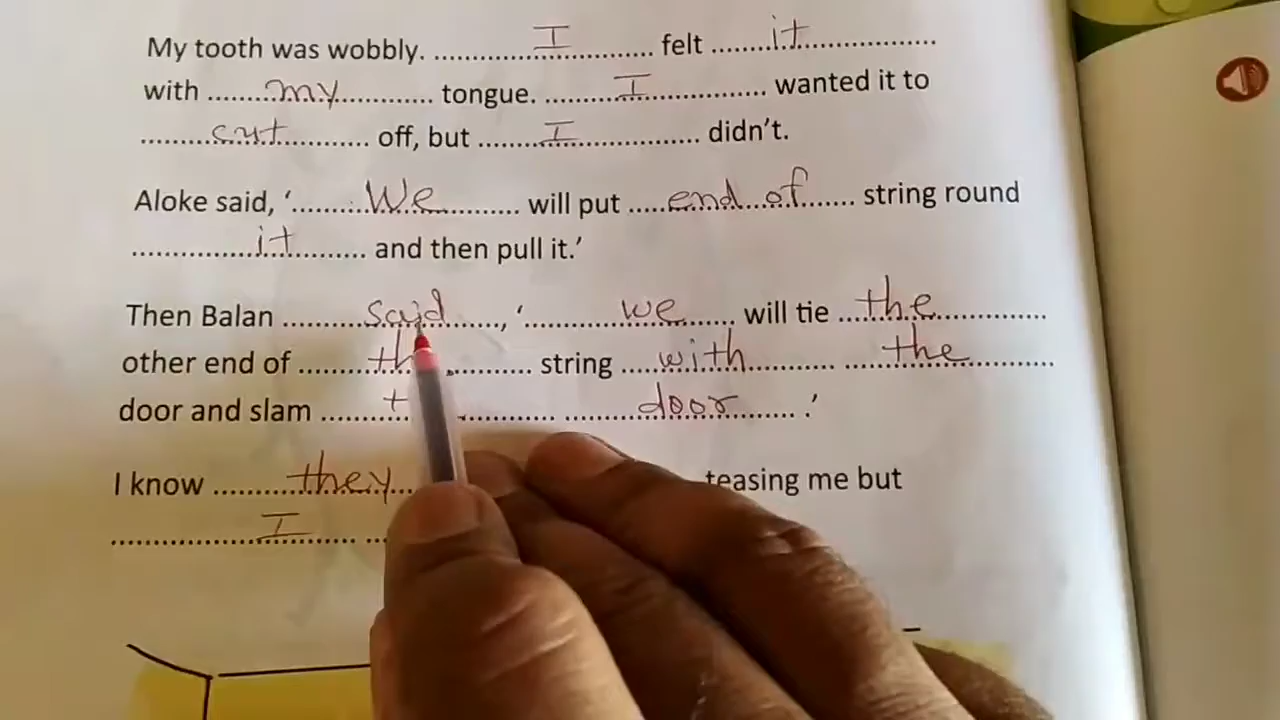 My tooth was wobbly. I felt it
with my tongue. I wanted it to
cut off, but I didn't.
Aloke said, ‘We will put end of string round
it and then pull it.’
Then Balan said, ‘we will tie the
other end of string with the
door and slam door.’
I know they teasing me but
I